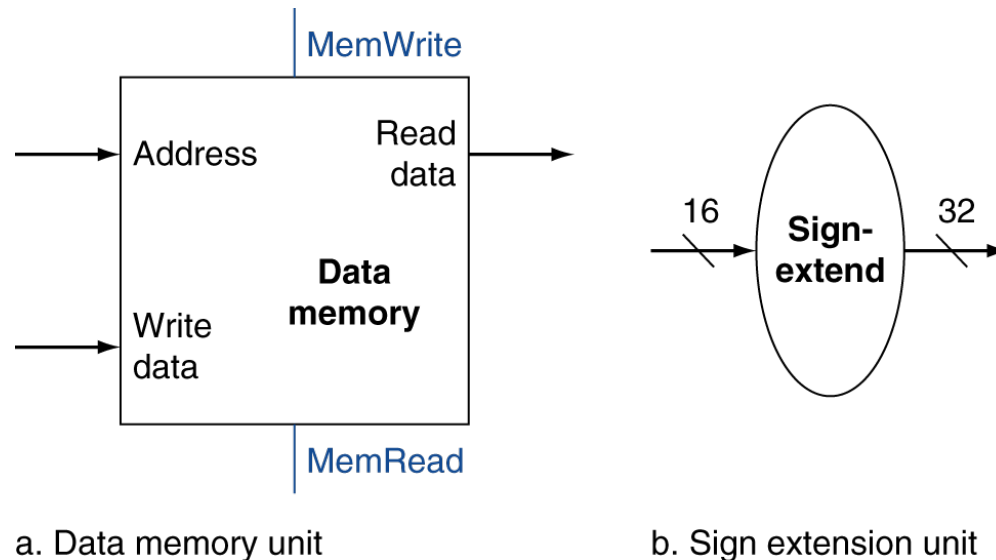 MemWrite
Address
Read
data
Data
memory
Write
data
MemRead
a. Data memory unit
16
Sign-
extend
32
b. Sign extension unit